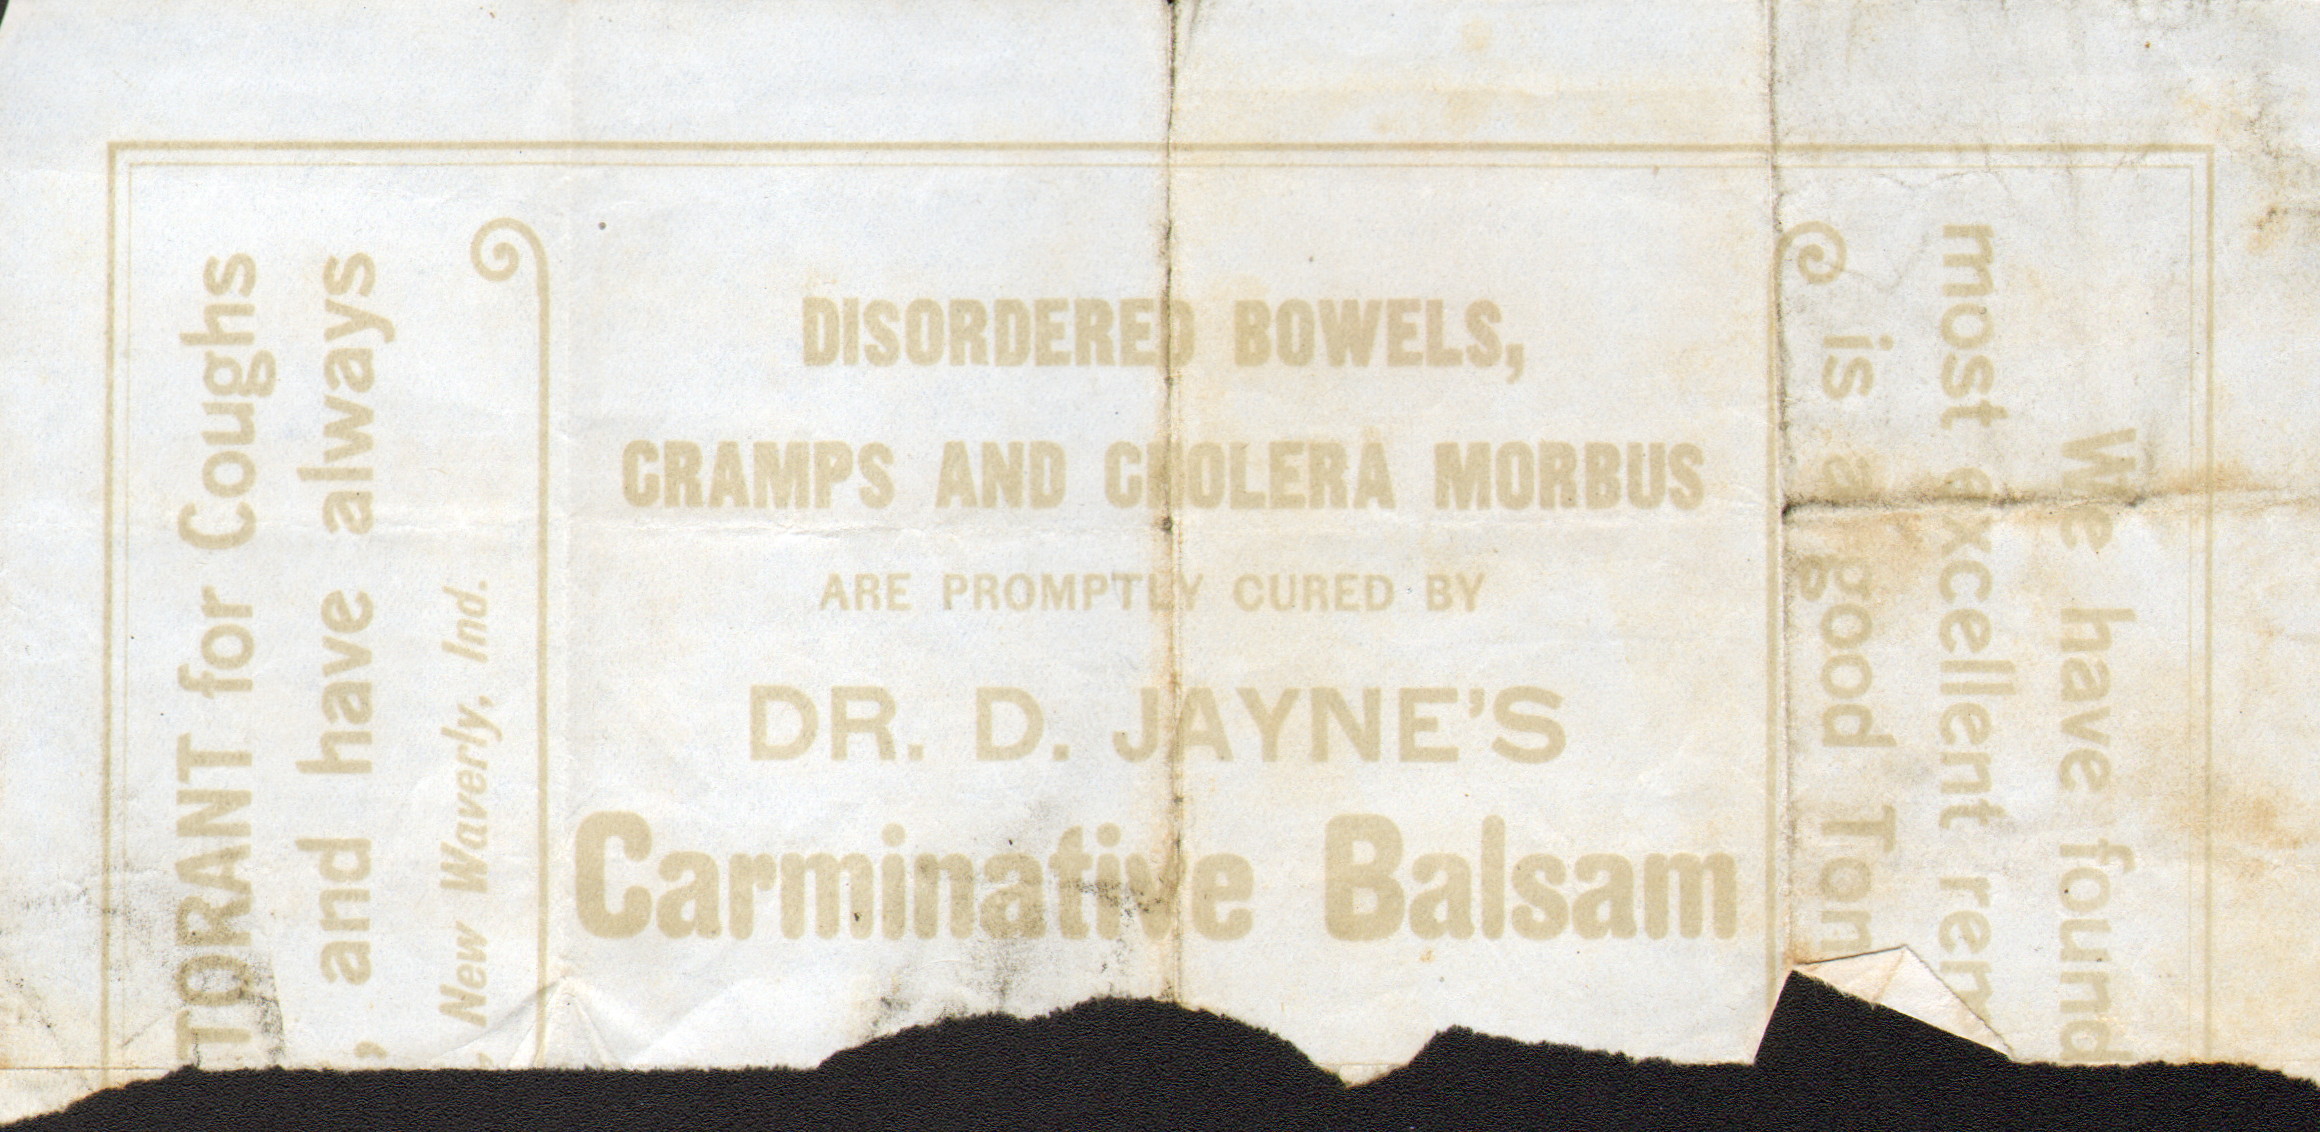 TORANT for Coughs
, and have always
, New Waverly, Ind.
DISORDERED BOWELS,
CRAMPS AND CHOLERA MORBUS
ARE PROMPTLY CURED BY
DR. D. JAYNE'S
Carminative Balsam
We have found
most excellent rem
is a good Ton